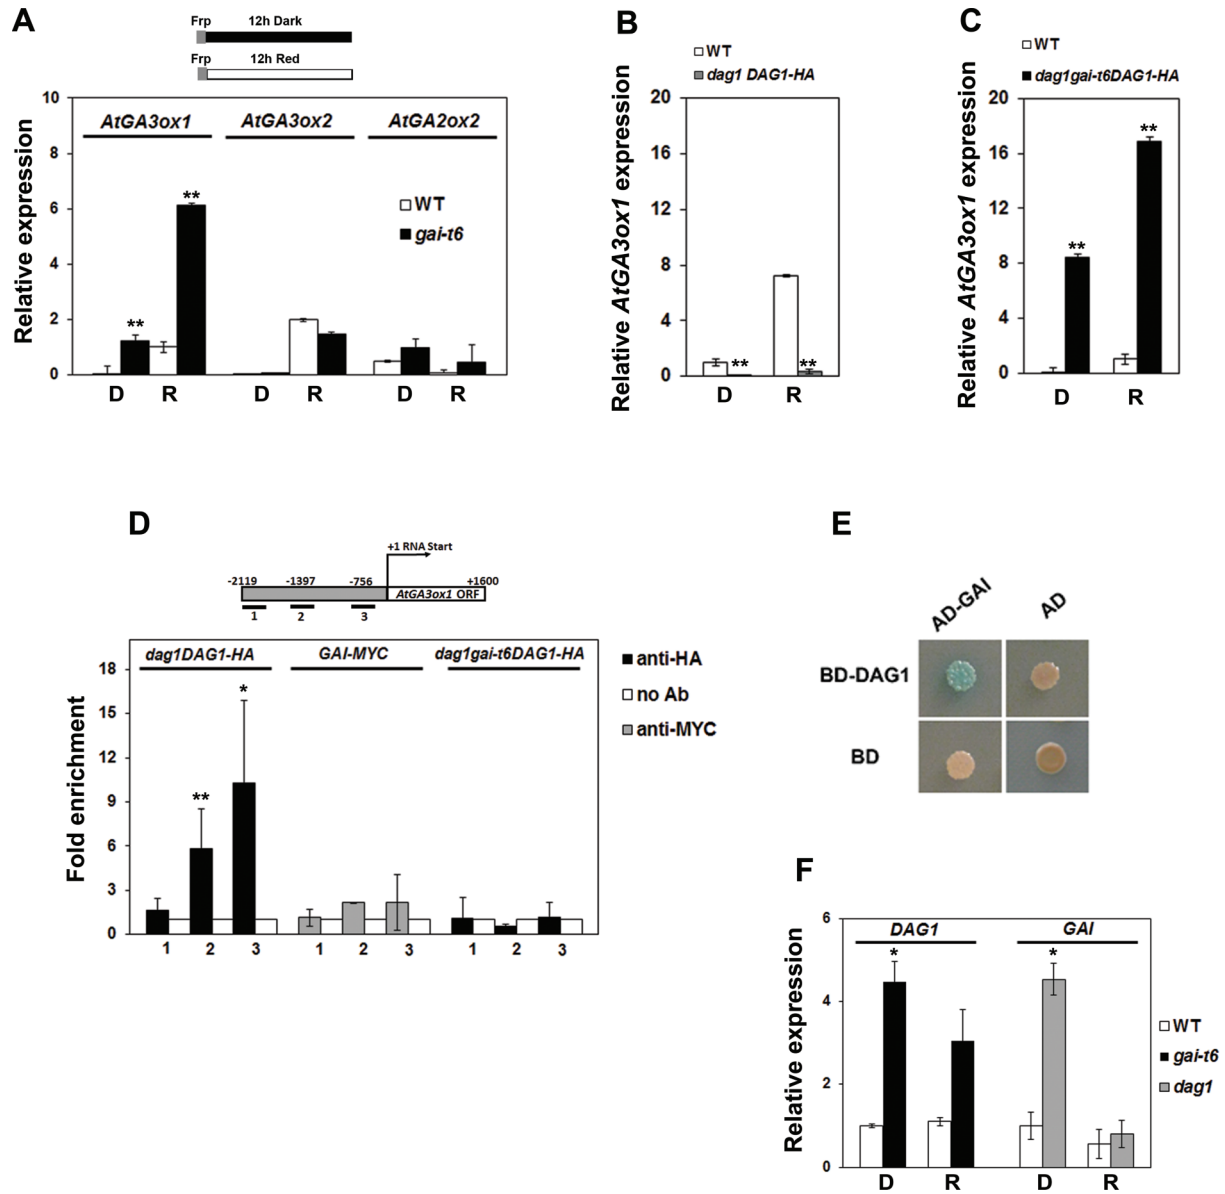 A
Frp 12h Dark
Frp 12h Red
Relative expression
10
8
6
4
2
0
AtGA3ox1 AtGA3ox2 AtGA2ox2
** **
WT
gai-t6
D R D R D R
B
WT
dag1 DAG1-HA
Relative AtGA3ox1 expression
20
16
12
8
4
0
** **
D R
C
WT
dag1gai-t6DAG1-HA
Relative AtGA3ox1 expression
20
16
12
8
4
0
** **
D R
D
+1 RNA Start
-2119 -1397 -756 +1600
AtGA3ox1 ORF
1 2 3
Fold enrichment
18
15
12
9
6
3
0
dag1DAG1-HA GAI-MYC dag1gai-t6DAG1-HA
** *
anti-HA
no Ab
anti-MYC
1 2 3 1 2 3 1 2 3
E
AD-GAI AD
BD-DAG1
BD
F
Relative expression
6
4
2
0
DAG1 GAI
* *
WT
gai-t6
dag1
D R D R